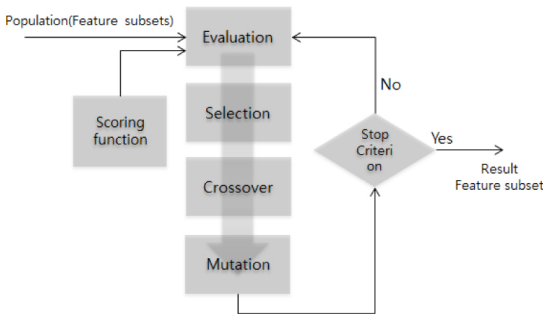 Population(Feature subsets)
Evaluation
No
Scoring
function
Selection
Stop
Criteri
on
Yes
Result
Feature subset
Crossover
Mutation